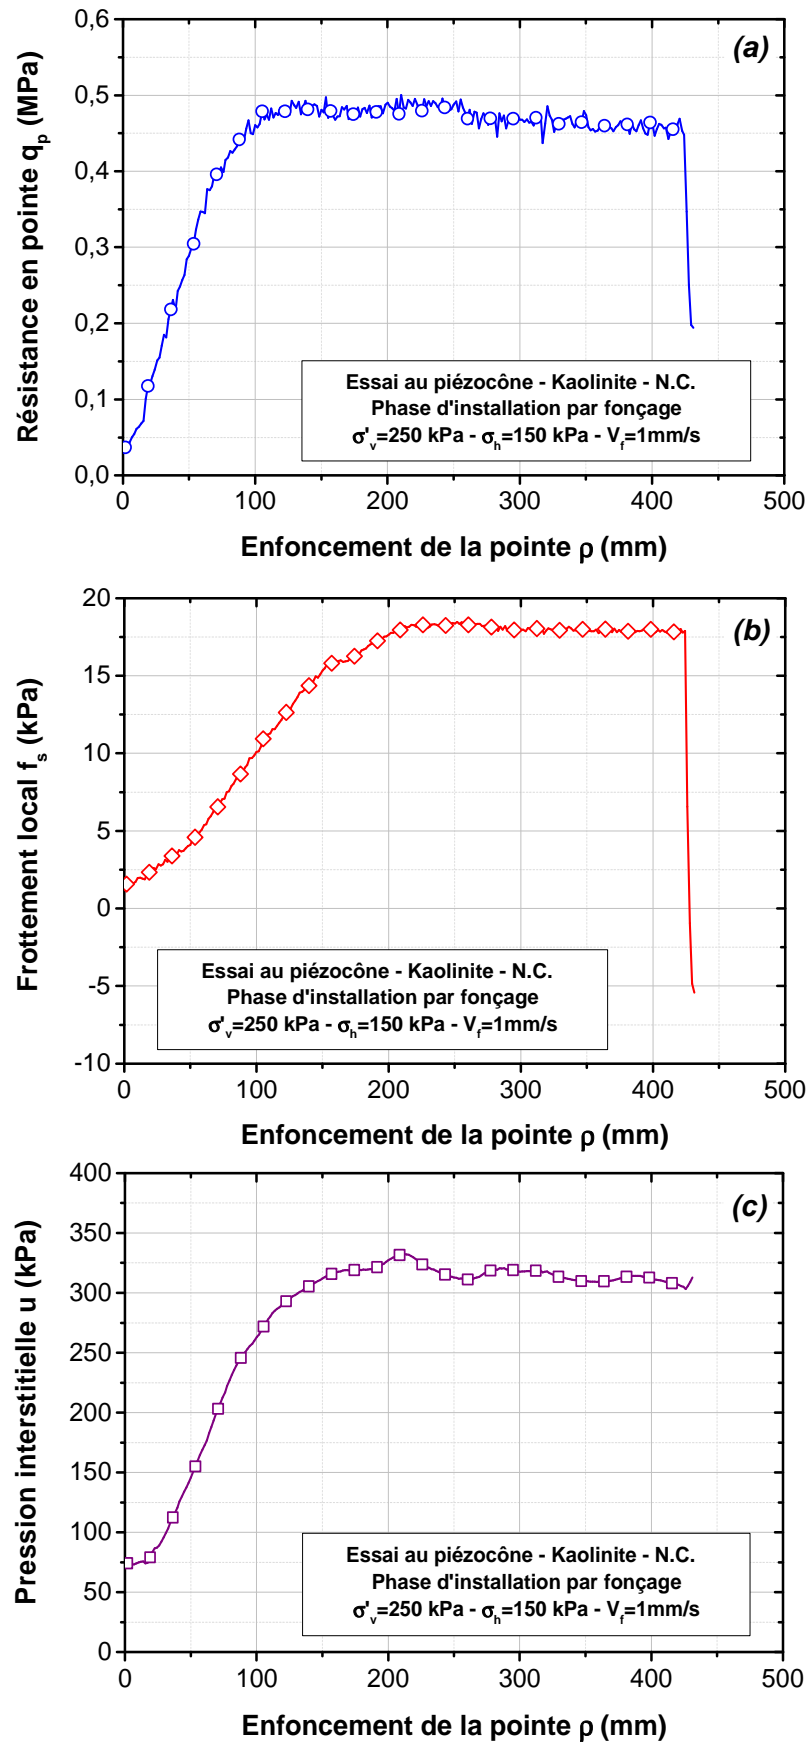 (a)
Résistance en pointe qp (MPa)
0,6
0,5
0,4
0,3
0,2
0,1
0,0
Essai au piézocône - Kaolinite - N.C.
Phase d'installation par fonçage
σ'v=250 kPa - σh=150 kPa - Vf=1mm/s
0 100 200 300 400 500
Enfoncement de la pointe ρ (mm)
(b)
Frottement local fs (kPa)
20
15
10
5
0
-5
-10
Essai au piézocône - Kaolinite - N.C.
Phase d'installation par fonçage
σ'v=250 kPa - σh=150 kPa - Vf=1mm/s
0 100 200 300 400 500
Enfoncement de la pointe ρ (mm)
(c)
Pression interstitielle u (kPa)
400
350
300
250
200
150
100
50
0
Essai au piézocône - Kaolinite - N.C.
Phase d'installation par fonçage
σ'v=250 kPa - σh=150 kPa - Vf=1mm/s
0 100 200 300 400 500
Enfoncement de la pointe ρ (mm)